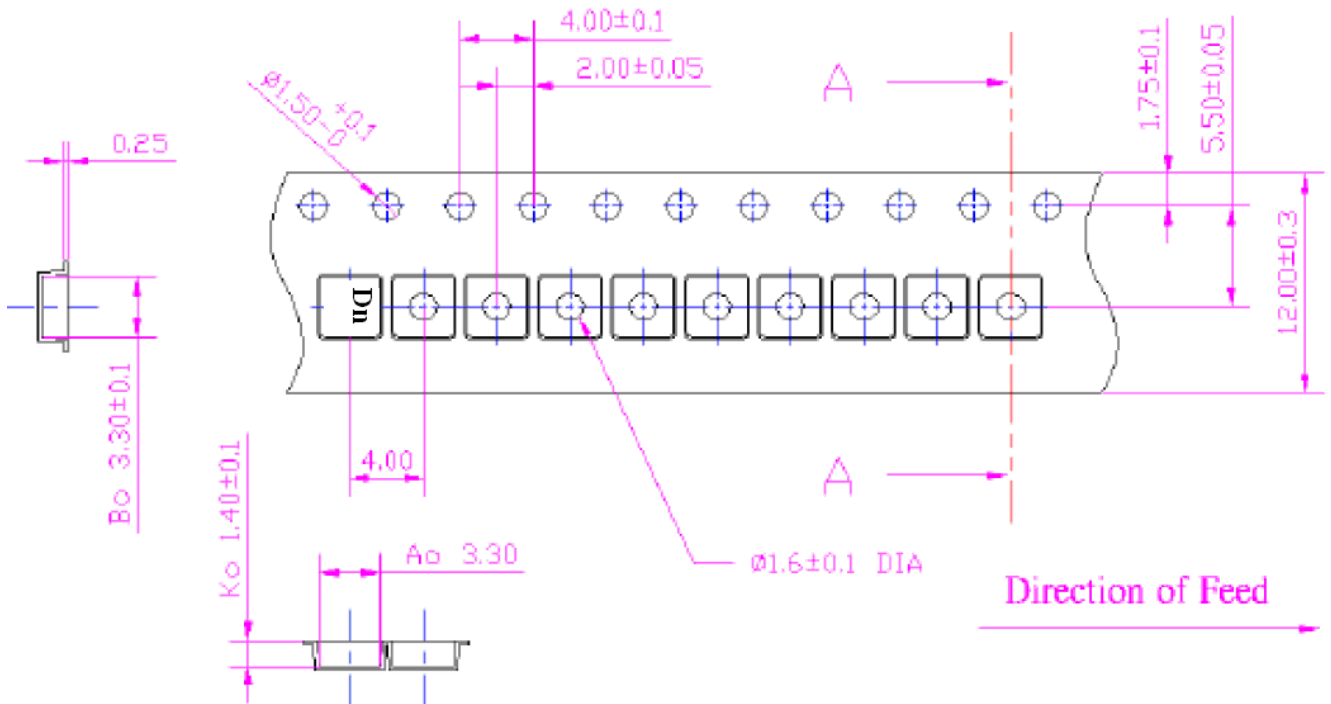 4.00±0.1
2.00±0.05
Ø1.50 +0.1 -0
A
1.75±0.1
5.50±0.05
0.25
12.00±0.3
Dn
Bo 3.30±0.1
4.00
A
Ko 1.40±0.1
Ao 3.30
Ø1.6±0.1 DIA
Direction of Feed